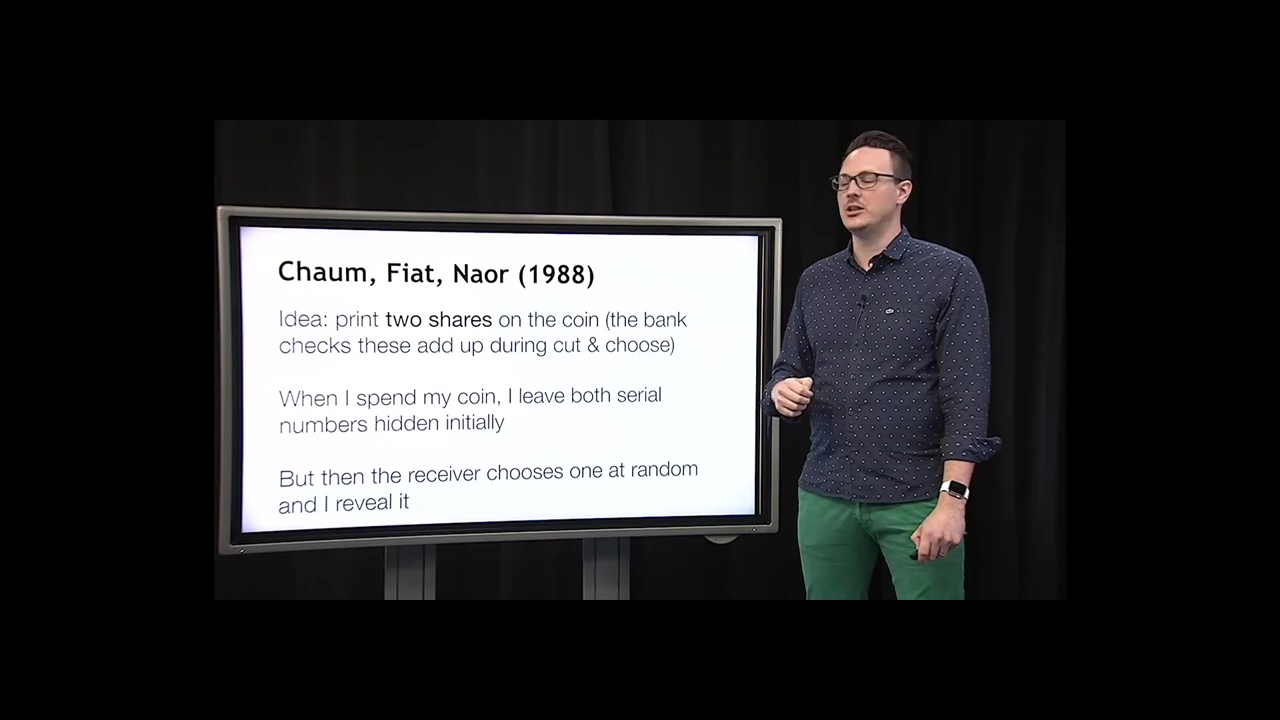 Chaum, Fiat, Naor (1988)
Idea: print two shares on the coin (the bank
checks these add up during cut & choose)
When I spend my coin, I leave both serial
numbers hidden initially
But then the receiver chooses one at random
and I reveal it